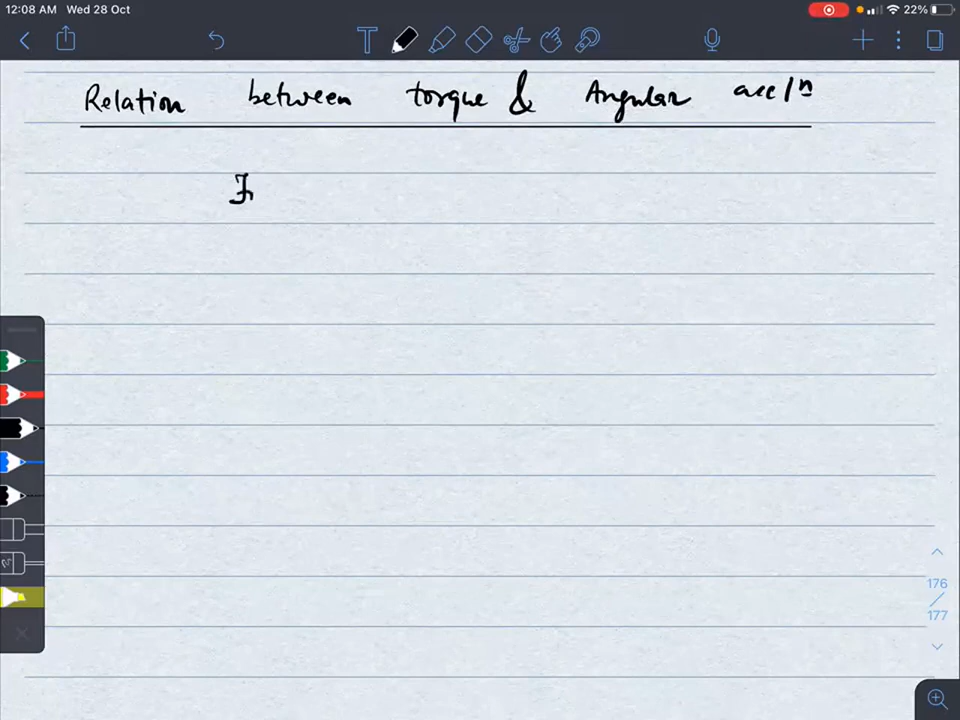 12:08 AM Wed 28 Oct 22%
T
Relation between torque & Angular acc/n
176
/
177